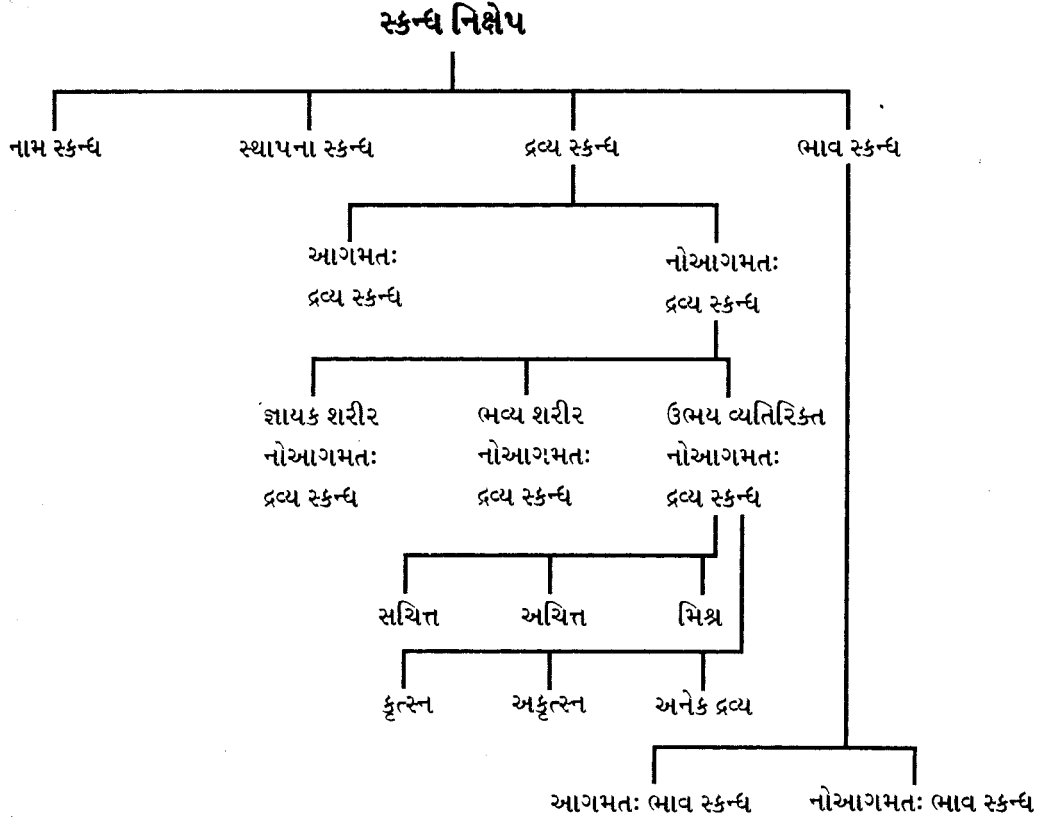 સ્કન્ધ નિક્ષેપ
નામ સ્કન્ધ
સ્થાપના સ્કન્ધ
દ્રવ્ય સ્કન્ધ
ભાવ સ્કન્ધ
આગમતઃ
દ્રવ્ય સ્કન્ધ
નોઆગમતઃ
દ્રવ્ય સ્કન્ધ
જ્ઞાયક શરીર
નોઆગમતઃ
દ્રવ્ય સ્કન્ધ
ભવ્ય શરીર
નોઆગમતઃ
દ્રવ્ય સ્કન્ધ
ઉભય વ્યતિરિક્ત
નોઆગમતઃ
દ્રવ્ય સ્કન્ધ
સચિત્ત
અચિત્ત
મિશ્ર
કૃત્સ્ન
અકૃત્સ્ન
અનેક દ્રવ્ય
આગમતઃ ભાવ સ્કન્ધ
નોઆગમતઃ ભાવ સ્કન્ધ